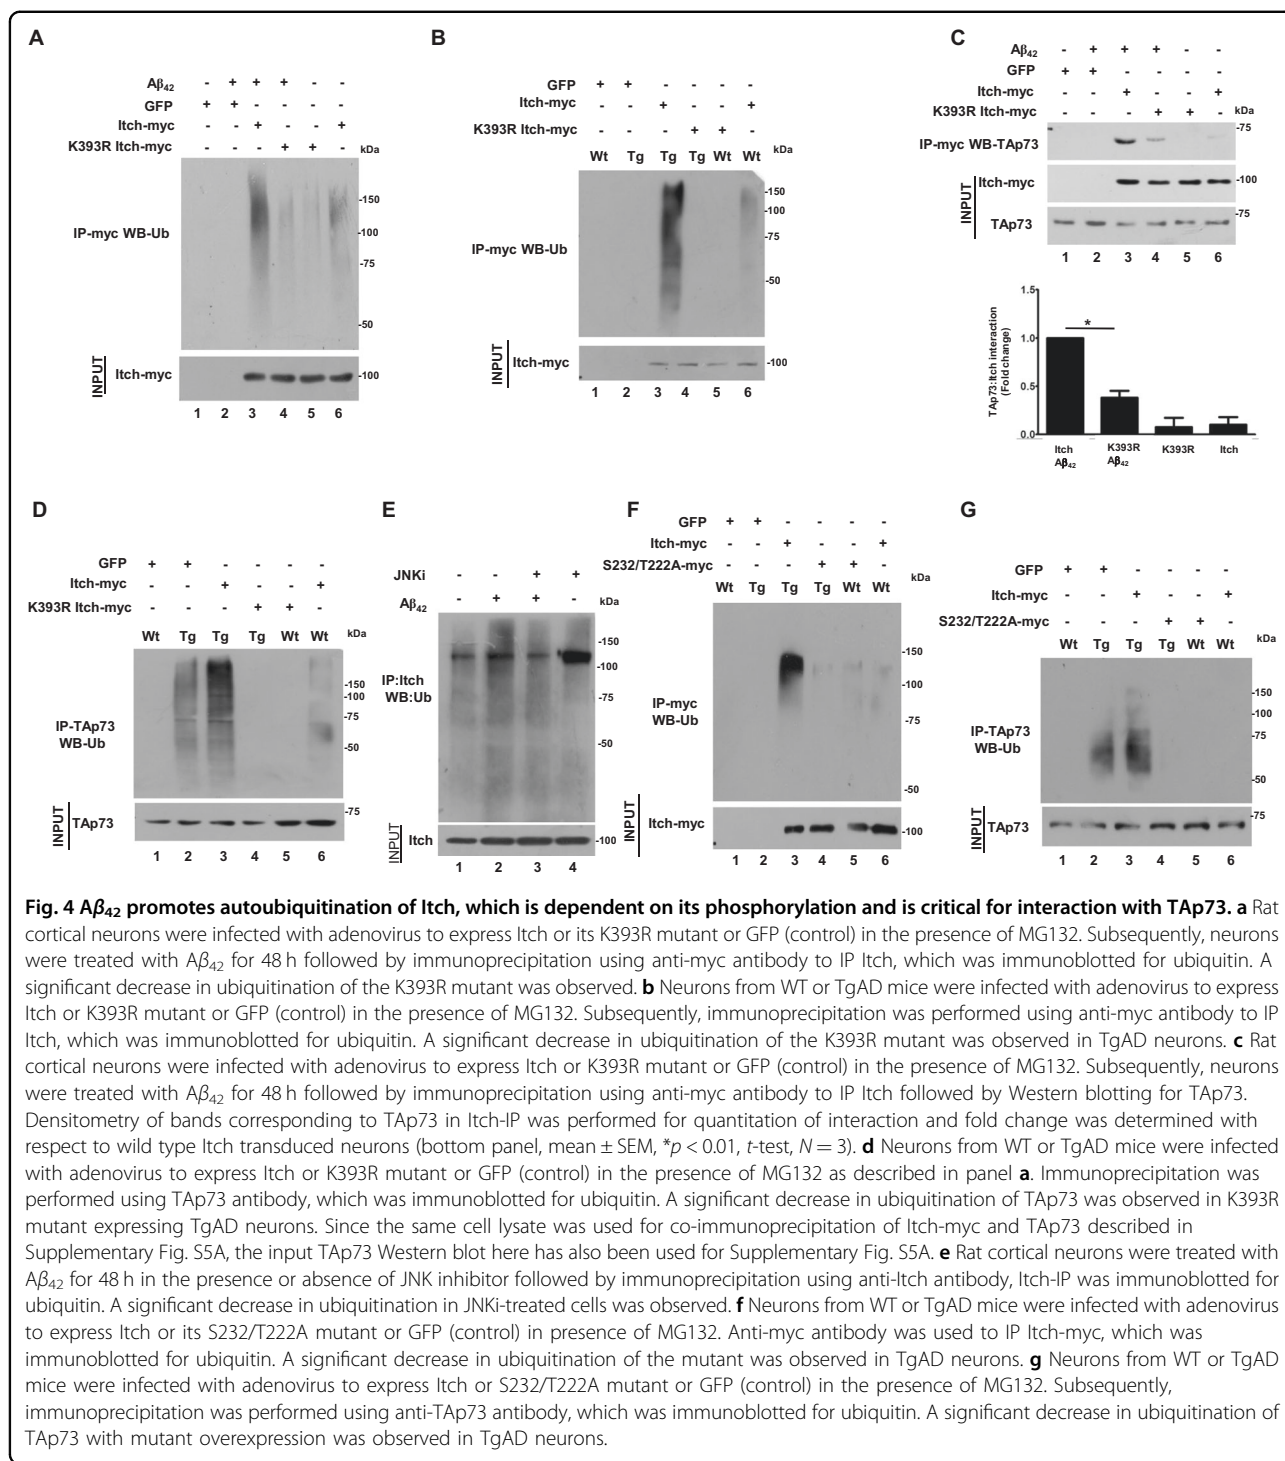 A
Aβ42 - + + + - -
GFP + + - - - -
Itch-myc - - + - - +
K393R Itch-myc - - - + + -
kDa
IP-myc WB-Ub
-150
-100
-75
-50
INPUT
Itch-myc
-100
1 2 3 4 5 6
B
GFP + + - - - -
Itch-myc - - + - - +
K393R Itch-myc - - - + + -
Wt Tg Tg Tg Wt Wt
kDa
IP-myc WB-Ub
-150
-100
-75
-50
INPUT
Itch-myc
-100
1 2 3 4 5 6
C
Aβ42 - + + + - -
GFP + + - - - -
Itch-myc - - + - - +
K393R Itch-myc - - - + + -
kDa
IP-myc WB-TAp73
-75
INPUT
Itch-myc
-100
TAp73
-75
1 2 3 4 5 6
TAp73:Itch interaction
(Fold change)
1.5
1.0
0.5
0.0
*
Itch K393R K393R Itch
Aβ42 Aβ42
D
GFP + + - - - -
Itch-myc - - + - - +
K393R Itch-myc - - - + + -
Wt Tg Tg Tg Wt Wt
kDa
IP-TAp73
WB-Ub
-150
-100
-75
-50
INPUT
TAp73
-75
1 2 3 4 5 6
E
JNKi - - + +
Aβ42 - + + -
kDa
IP:Itch
WB:Ub
-150
-100
-75
-50
INPUT
Itch
-100
1 2 3 4
F
GFP + + - - - -
Itch-myc - - + - - +
S232/T222A-myc - - - + + -
Wt Tg Tg Tg Wt Wt
kDa
IP-myc
WB-Ub
-150
-100
-75
-50
INPUT
Itch-myc
-100
1 2 3 4 5 6
G
GFP + + - - - -
Itch-myc - - + - - +
S232/T222A-myc - - - + + -
Wt Tg Tg Tg Wt Wt
kDa
IP-TAp73
WB-Ub
-150
-100
-75
-50
INPUT
TAp73
-75
1 2 3 4 5 6
Fig. 4 Aβ42 promotes autoubiquitination of Itch, which is dependent on its phosphorylation and is critical for interaction with TAp73. a Rat
cortical neurons were infected with adenovirus to express Itch or its K393R mutant or GFP (control) in the presence of MG132. Subsequently, neurons
were treated with Aβ42 for 48 h followed by immunoprecipitation using anti-myc antibody to IP Itch, which was immunoblotted for ubiquitin. A
significant decrease in ubiquitination of the K393R mutant was observed. b Neurons from WT or TgAD mice were infected with adenovirus to express
Itch or K393R mutant or GFP (control) in the presence of MG132. Subsequently, immunoprecipitation was performed using anti-myc antibody to IP
Itch, which was immunoblotted for ubiquitin. A significant decrease in ubiquitination of the K393R mutant was observed in TgAD neurons. c Rat
cortical neurons were infected with adenovirus to express Itch or K393R mutant or GFP (control) in the presence of MG132. Subsequently, neurons
were treated with Aβ42 for 48 h followed by immunoprecipitation using anti-myc antibody to IP Itch followed by Western blotting for TAp73.
Densitometry of bands corresponding to TAp73 in Itch-IP was performed for quantitation of interaction and fold change was determined with
respect to wild type Itch transduced neurons (bottom panel, mean ± SEM, *p < 0.01, t-test, N = 3). d Neurons from WT or TgAD mice were infected
with adenovirus to express Itch or K393R mutant or GFP (control) in the presence of MG132 as described in panel a. Immunoprecipitation was
performed using TAp73 antibody, which was immunoblotted for ubiquitin. A significant decrease in ubiquitination of TAp73 was observed in K393R
mutant expressing TgAD neurons. Since the same cell lysate was used for co-immunoprecipitation of Itch-myc and TAp73 described in
Supplementary Fig. S5A, the input TAp73 Western blot here has also been used for Supplementary Fig. S5A. e Rat cortical neurons were treated with
Aβ42 for 48 h in the presence or absence of JNK inhibitor followed by immunoprecipitation using anti-Itch antibody, Itch-IP was immunoblotted for
ubiquitin. A significant decrease in ubiquitination in JNKi-treated cells was observed. f Neurons from WT or TgAD mice were infected with adenovirus
to express Itch or its S232/T222A mutant or GFP (control) in presence of MG132. Anti-myc antibody was used to IP Itch-myc, which was
immunoblotted for ubiquitin. A significant decrease in ubiquitination of the mutant was observed in TgAD neurons. g Neurons from WT or TgAD
mice were infected with adenovirus to express Itch or S232/T222A mutant or GFP (control) in the presence of MG132. Subsequently,
immunoprecipitation was performed using anti-TAp73 antibody, which was immunoblotted for ubiquitin. A significant decrease in ubiquitination of
TAp73 with mutant overexpression was observed in TgAD neurons.